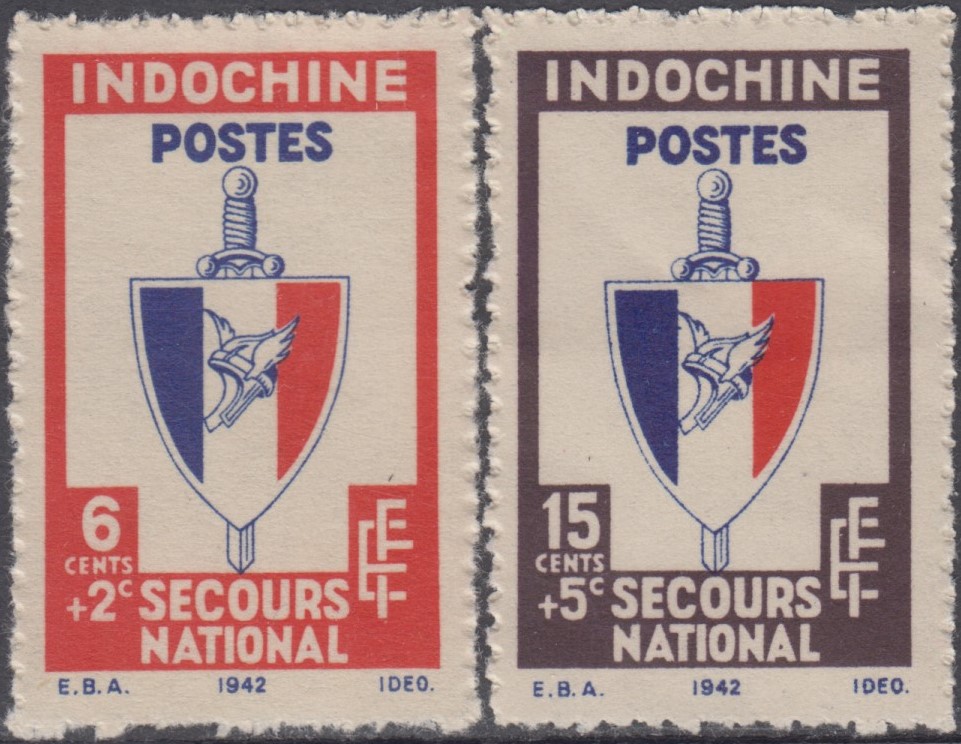 INDOCHINE
POSTES
6
CENTS
+2c SECOURS
NATIONAL
E.B.A. 1942 IDEO.
INDOCHINE
POSTES
15
CENTS
+5c SECOURS
NATIONAL
E.B.A. 1942 IDEO.